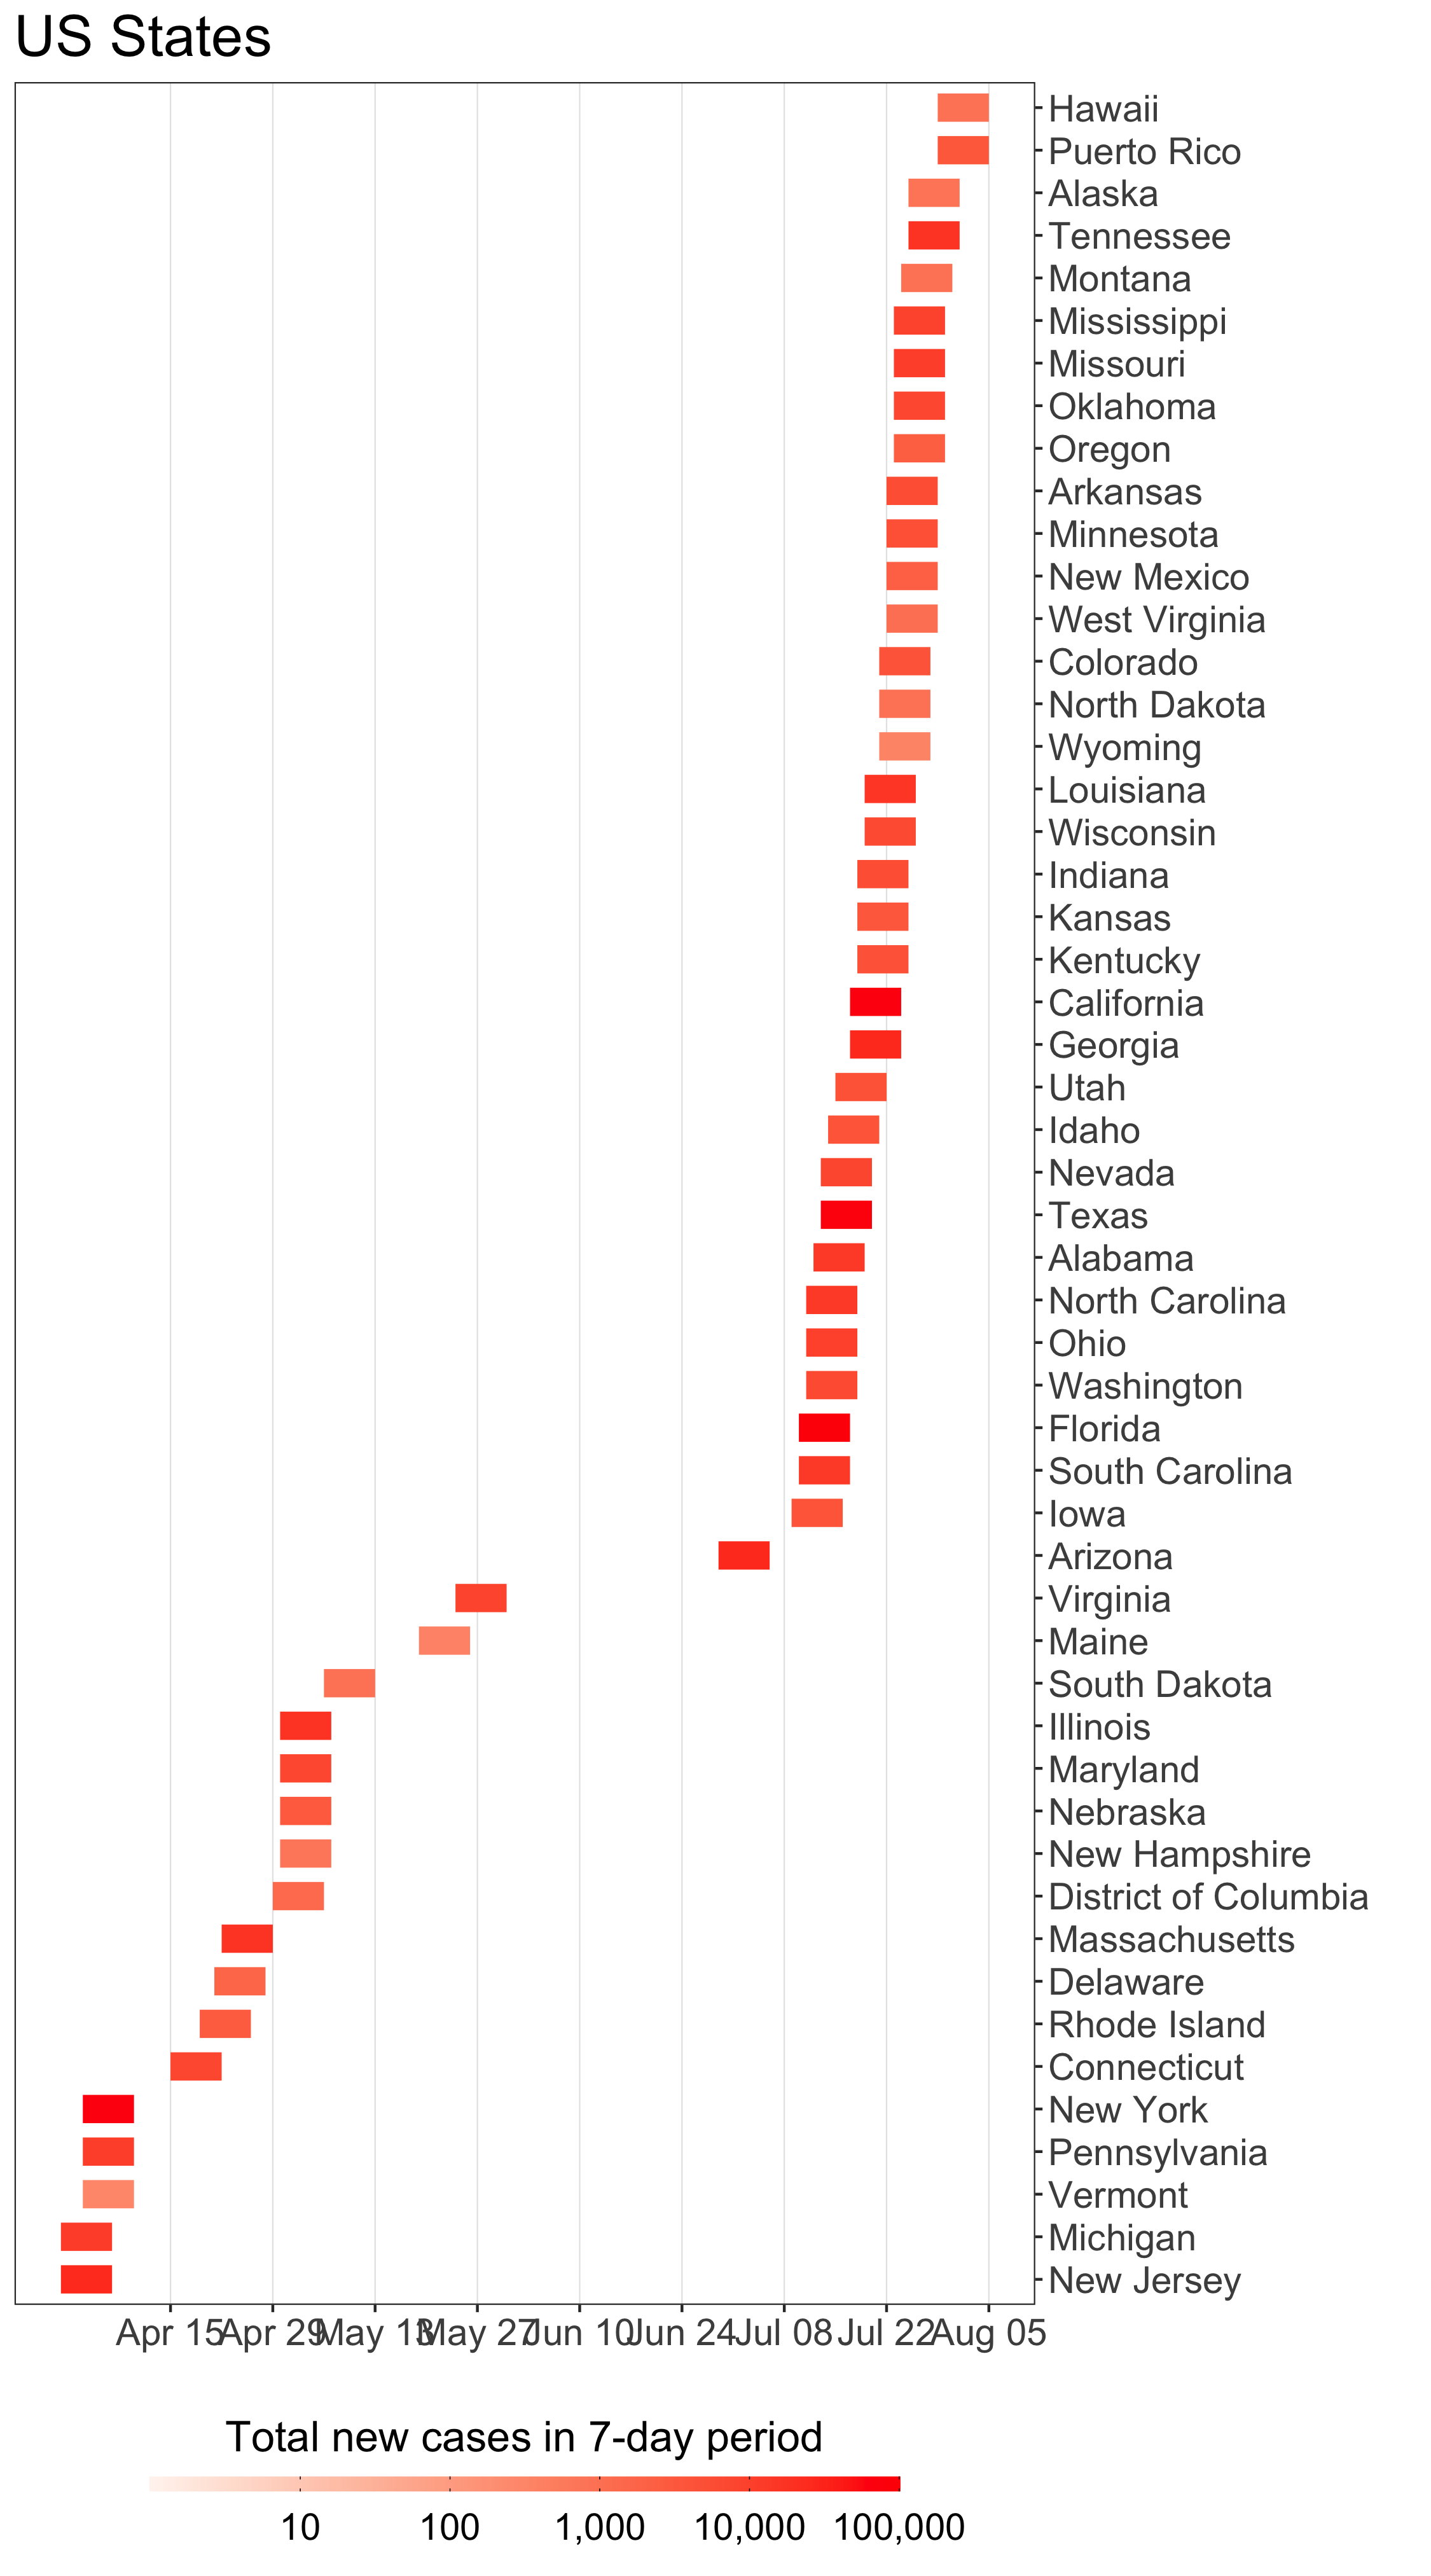 US States
Hawaii
Puerto Rico
Alaska
Tennessee
Montana
Mississippi
Missouri
Oklahoma
Oregon
Arkansas
Minnesota
New Mexico
West Virginia
Colorado
North Dakota
Wyoming
Louisiana
Wisconsin
Indiana
Kansas
Kentucky
California
Georgia
Utah
Idaho
Nevada
Texas
Alabama
North Carolina
Ohio
Washington
Florida
South Carolina
Iowa
Arizona
Virginia
Maine
South Dakota
Illinois
Maryland
Nebraska
New Hampshire
District of Columbia
Massachusetts
Delaware
Rhode Island
Connecticut
New York
Pennsylvania
Vermont
Michigan
New Jersey
Apr 15 Apr 29 May 13 May 27 Jun 10 Jun 24 Jul 08 Jul 22 Aug 05
Total new cases in 7-day period
10 100 1,000 10,000 100,000